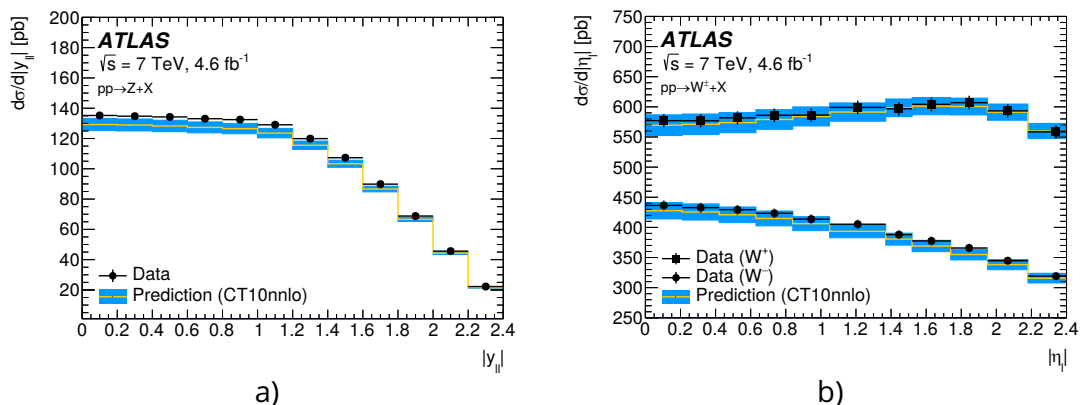 dσ/d|y_ll| [pb]
200
180
160
140
120
100
80
60
40
20
ATLAS
√s = 7 TeV, 4.6 fb⁻¹
pp→Z+X
Data
Prediction (CT10nnlo)
0 0.2 0.4 0.6 0.8 1 1.2 1.4 1.6 1.8 2 2.2 2.4
|y_ll|
a)
dσ/d|η_l| [pb]
750
700
650
600
550
500
450
400
350
300
250
ATLAS
√s = 7 TeV, 4.6 fb⁻¹
pp→W±+X
Data (W⁺)
Data (W⁻)
Prediction (CT10nnlo)
0 0.2 0.4 0.6 0.8 1 1.2 1.4 1.6 1.8 2 2.2 2.4
|η_l|
b)